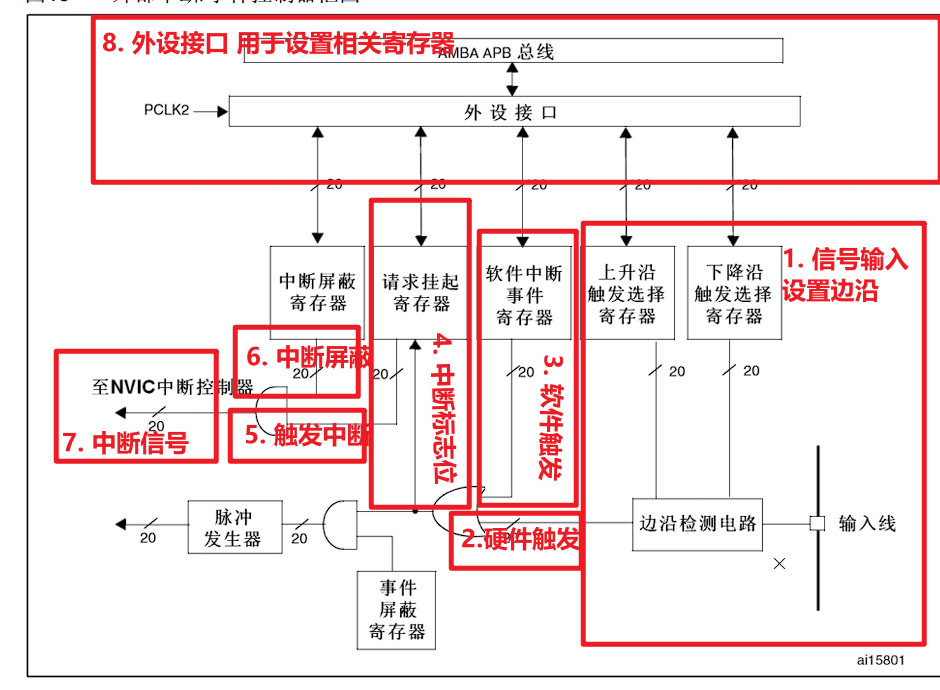 8. 外设接口 用于设置相关寄存器
AMBA APB 总线
PCLK2
外设接口
20 20 20 20 20
中断屏蔽
寄存器
请求挂起
寄存器
软件中断
事件
寄存器
上升沿
触发选择
寄存器
下降沿
触发选择
寄存器
1. 信号输入
设置边沿
6. 中断屏蔽
4. 中断标志位
3. 软件触发
20 20 20 20 20
至NVIC中断控制器
20
7. 中断信号
5. 触发中断
脉冲
发生器
20 20
2.硬件触发
20
边沿检测电路
输入线
事件
屏蔽
寄存器
ai15801